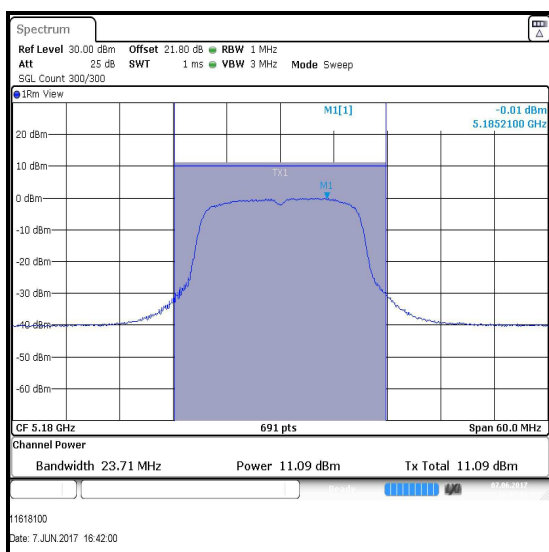 Spectrum
Ref Level 30.00 dBm Offset 21.80 dB RBW 1 MHz
Att 25 dB SWT 1 ms VBW 3 MHz Mode Sweep
SGL Count 300/300
1Rm View
M1[1] -0.01 dBm
5.1852100 GHz
20 dBm
10 dBm
TX1
M1
0 dBm
-10 dBm
-20 dBm
-30 dBm
-40 dBm
-50 dBm
-60 dBm
CF 5.18 GHz 691 pts Span 60.0 MHz
Channel Power
Bandwidth 23.71 MHz Power 11.09 dBm Tx Total 11.09 dBm
Ready 07.06.2017
11618100
Date: 7.JUN.2017 16:42:00